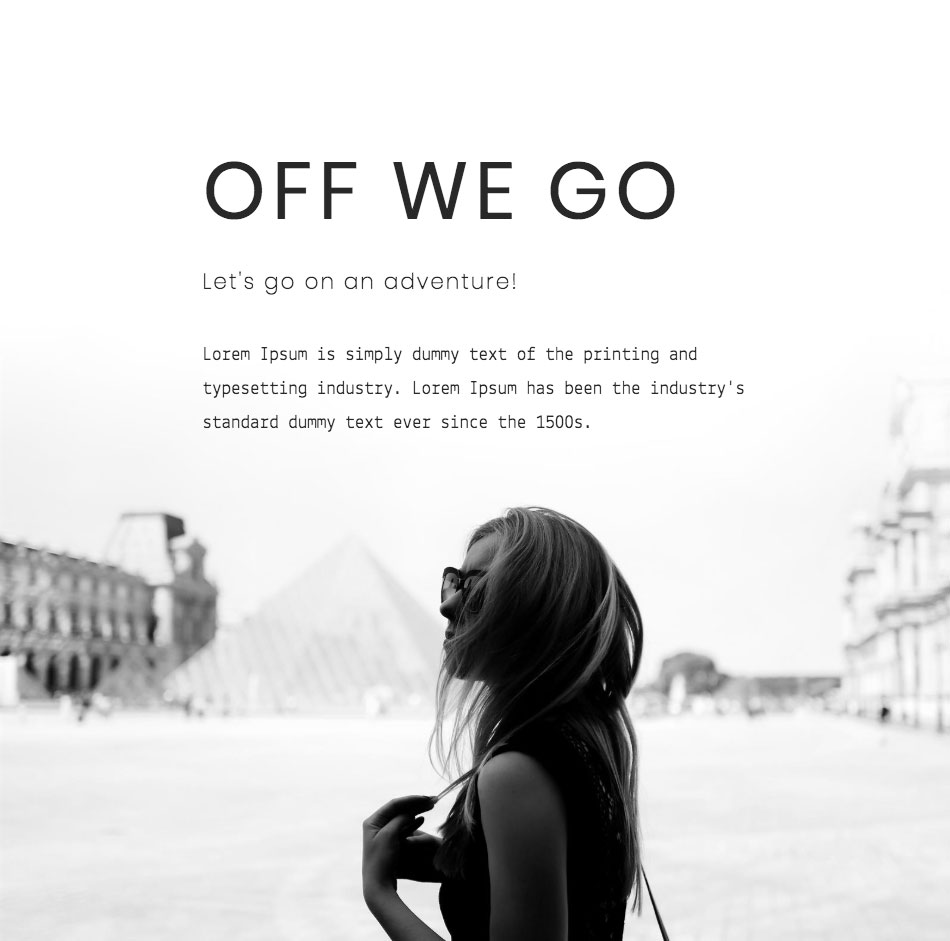 OFF WE GO
Let's go on an adventure!
Lorem Ipsum is simply dummy text of the printing and
typesetting industry. Lorem Ipsum has been the industry's
standard dummy text ever since the 1500s.